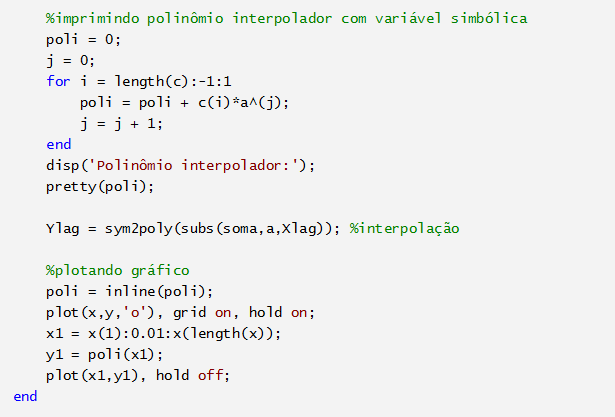 %imprimindo polinômio interpolador com variável simbólica
poli = 0;
j = 0;
for i = length(c):-1:1
poli = poli + c(i)*a^(j);
j = j + 1;
end
disp('Polinômio interpolador:');
pretty(poli);
Ylag = sym2poly(subs(soma,a,Xlag)); %interpolação
%plotando gráfico
poli = inline(poli);
plot(x,y,'o'), grid on, hold on;
x1 = x(1):0.01:x(length(x));
y1 = poli(x1);
plot(x1,y1), hold off;
end